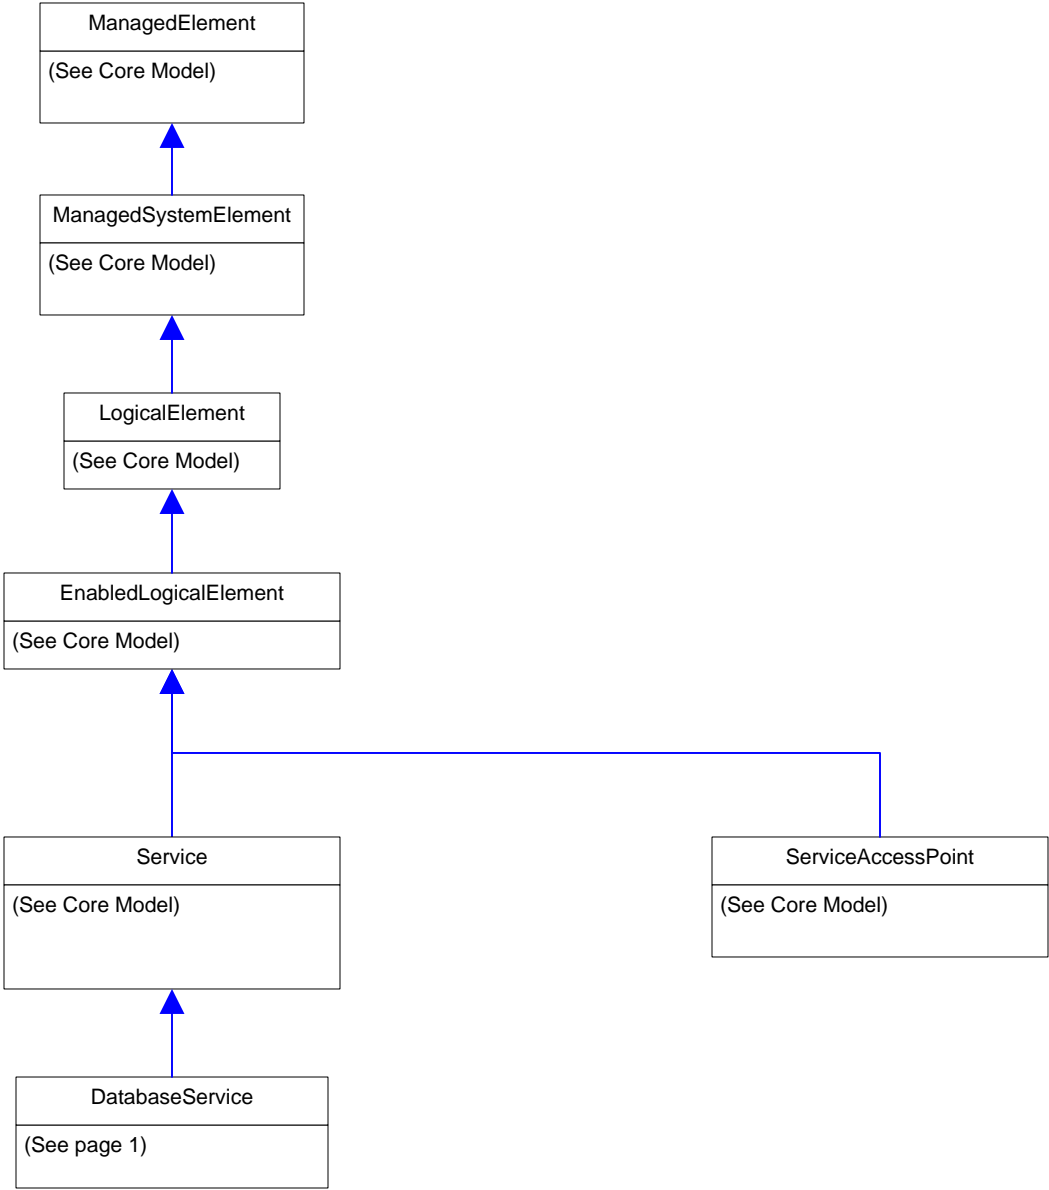 ManagedElement
(See Core Model)
ManagedSystemElement
(See Core Model)
LogicalElement
(See Core Model)
EnabledLogicalElement
(See Core Model)
Service
(See Core Model)
ServiceAccessPoint
(See Core Model)
DatabaseService
(See page 1)